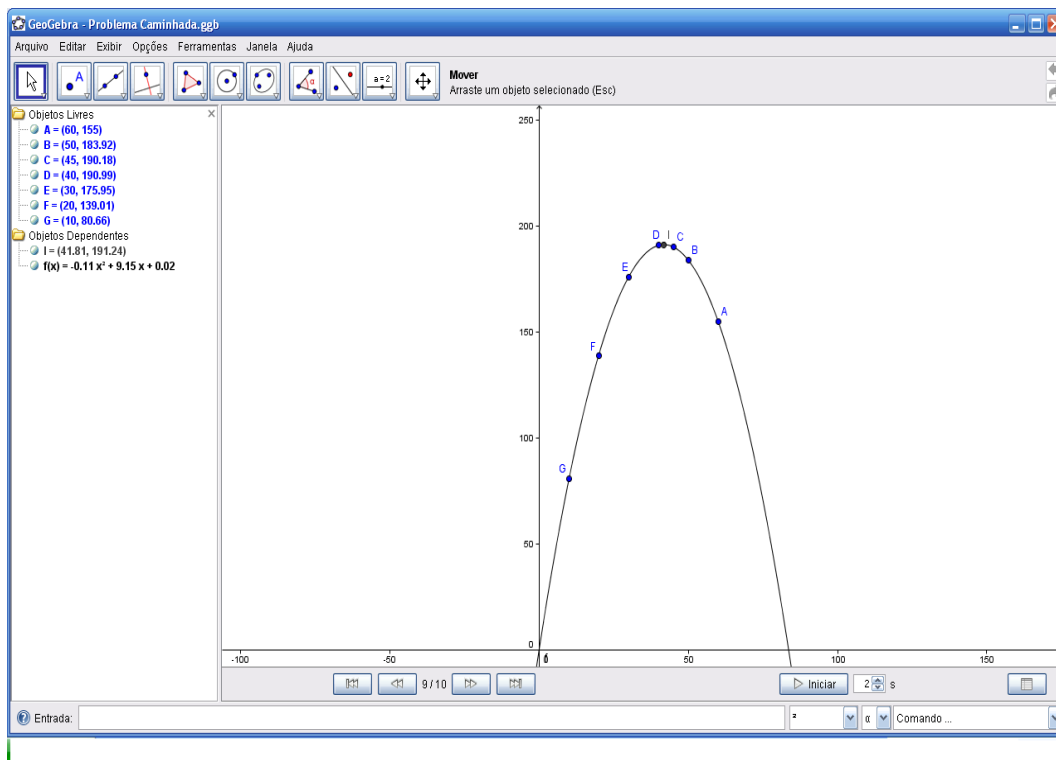 GeoGebra - Problema Caminhada.ggb
Arquivo Editar Exibir Opções Ferramentas Janela Ajuda
A
α
a=2
Mover
Arraste um objeto selecionado (Esc)
Objetos Livres
A = (60, 155)
B = (50, 183.92)
C = (45, 190.18)
D = (40, 190.99)
E = (30, 175.95)
F = (20, 139.01)
G = (10, 80.66)
Objetos Dependentes
I = (41.81, 191.24)
f(x) = -0.11 x² + 9.15 x + 0.02
250
200
150
100
50
0
D I C
B
E
A
F
G
-100 -50 0 50 100 150
9 / 10
Iniciar 2 s
Entrada: ² α Comando ...